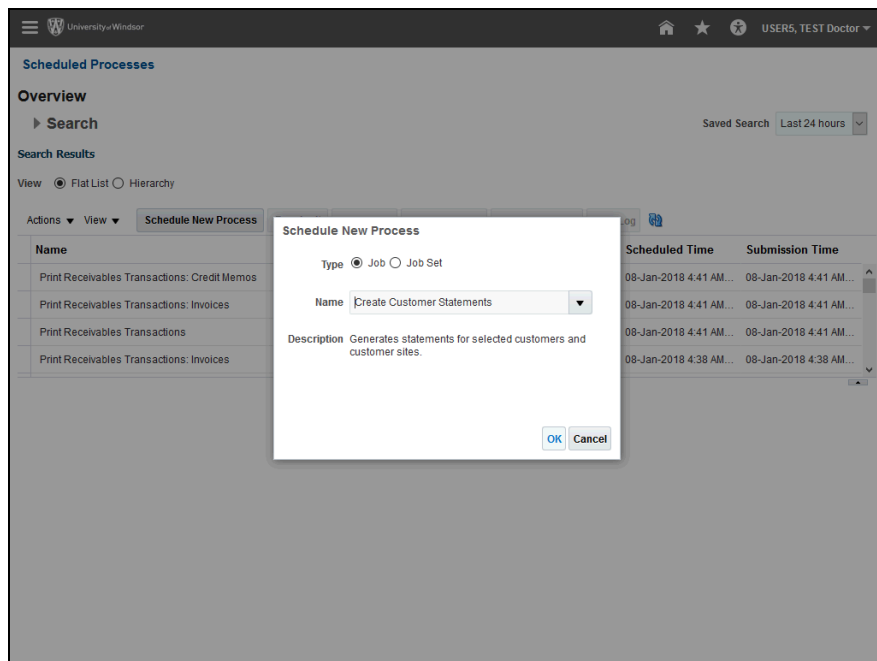 University of Windsor
USER5, TEST Doctor
Scheduled Processes
Overview
Search
Saved Search Last 24 hours
Search Results
View Flat List Hierarchy
Actions View Schedule New Process
Log
Name Scheduled Time Submission Time
Print Receivables Transactions: Credit Memos 08-Jan-2018 4:41 AM... 08-Jan-2018 4:41 AM...
Print Receivables Transactions: Invoices 08-Jan-2018 4:41 AM... 08-Jan-2018 4:41 AM...
Print Receivables Transactions 08-Jan-2018 4:41 AM... 08-Jan-2018 4:41 AM...
Print Receivables Transactions: Invoices 08-Jan-2018 4:38 AM... 08-Jan-2018 4:38 AM...
Schedule New Process
Type Job Job Set
Name Create Customer Statements
Description Generates statements for selected customers and
customer sites.
OK Cancel